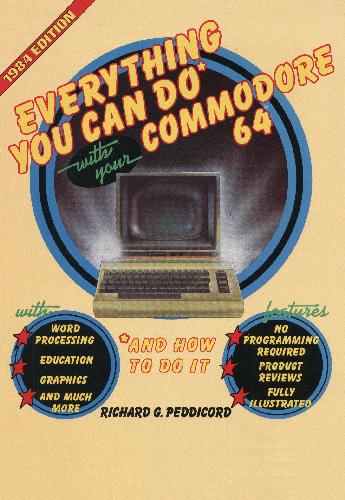 1984 EDITION
EVERYTHING
YOU CAN DO*
with your
COMMODORE
64
with
WORD
PROCESSING
EDUCATION
GRAPHICS
AND MUCH
MORE
*AND HOW
TO DO IT
features
NO
PROGRAMMING
REQUIRED
PRODUCT
REVIEWS
FULLY
ILLUSTRATED
RICHARD G. PEDDICORD